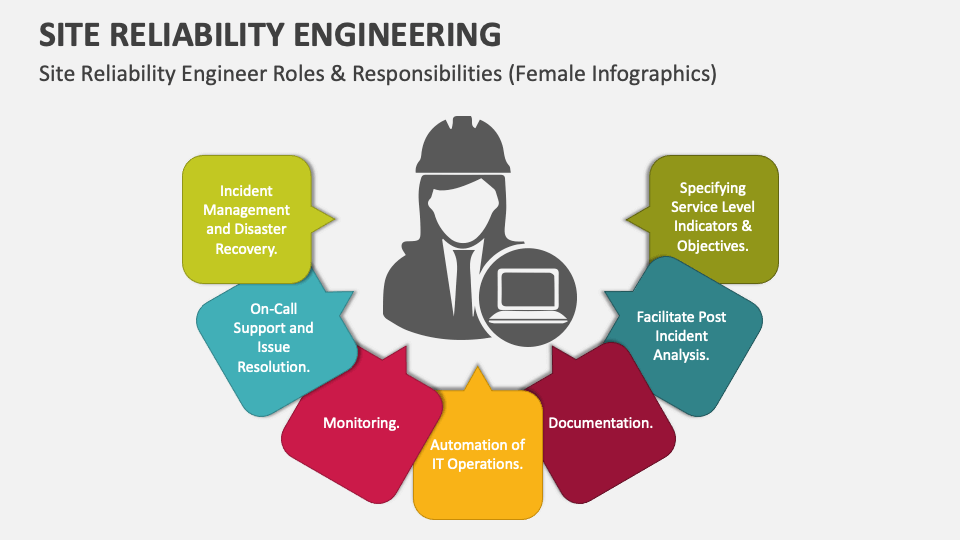 SITE RELIABILITY ENGINEERING
Site Reliability Engineer Roles & Responsibilities (Female Infographics)
Incident
Management
and Disaster
Recovery.
On-Call
Support and
Issue
Resolution.
Monitoring.
Automation of
IT Operations.
Documentation.
Facilitate Post
Incident
Analysis.
Specifying
Service Level
Indicators &
Objectives.